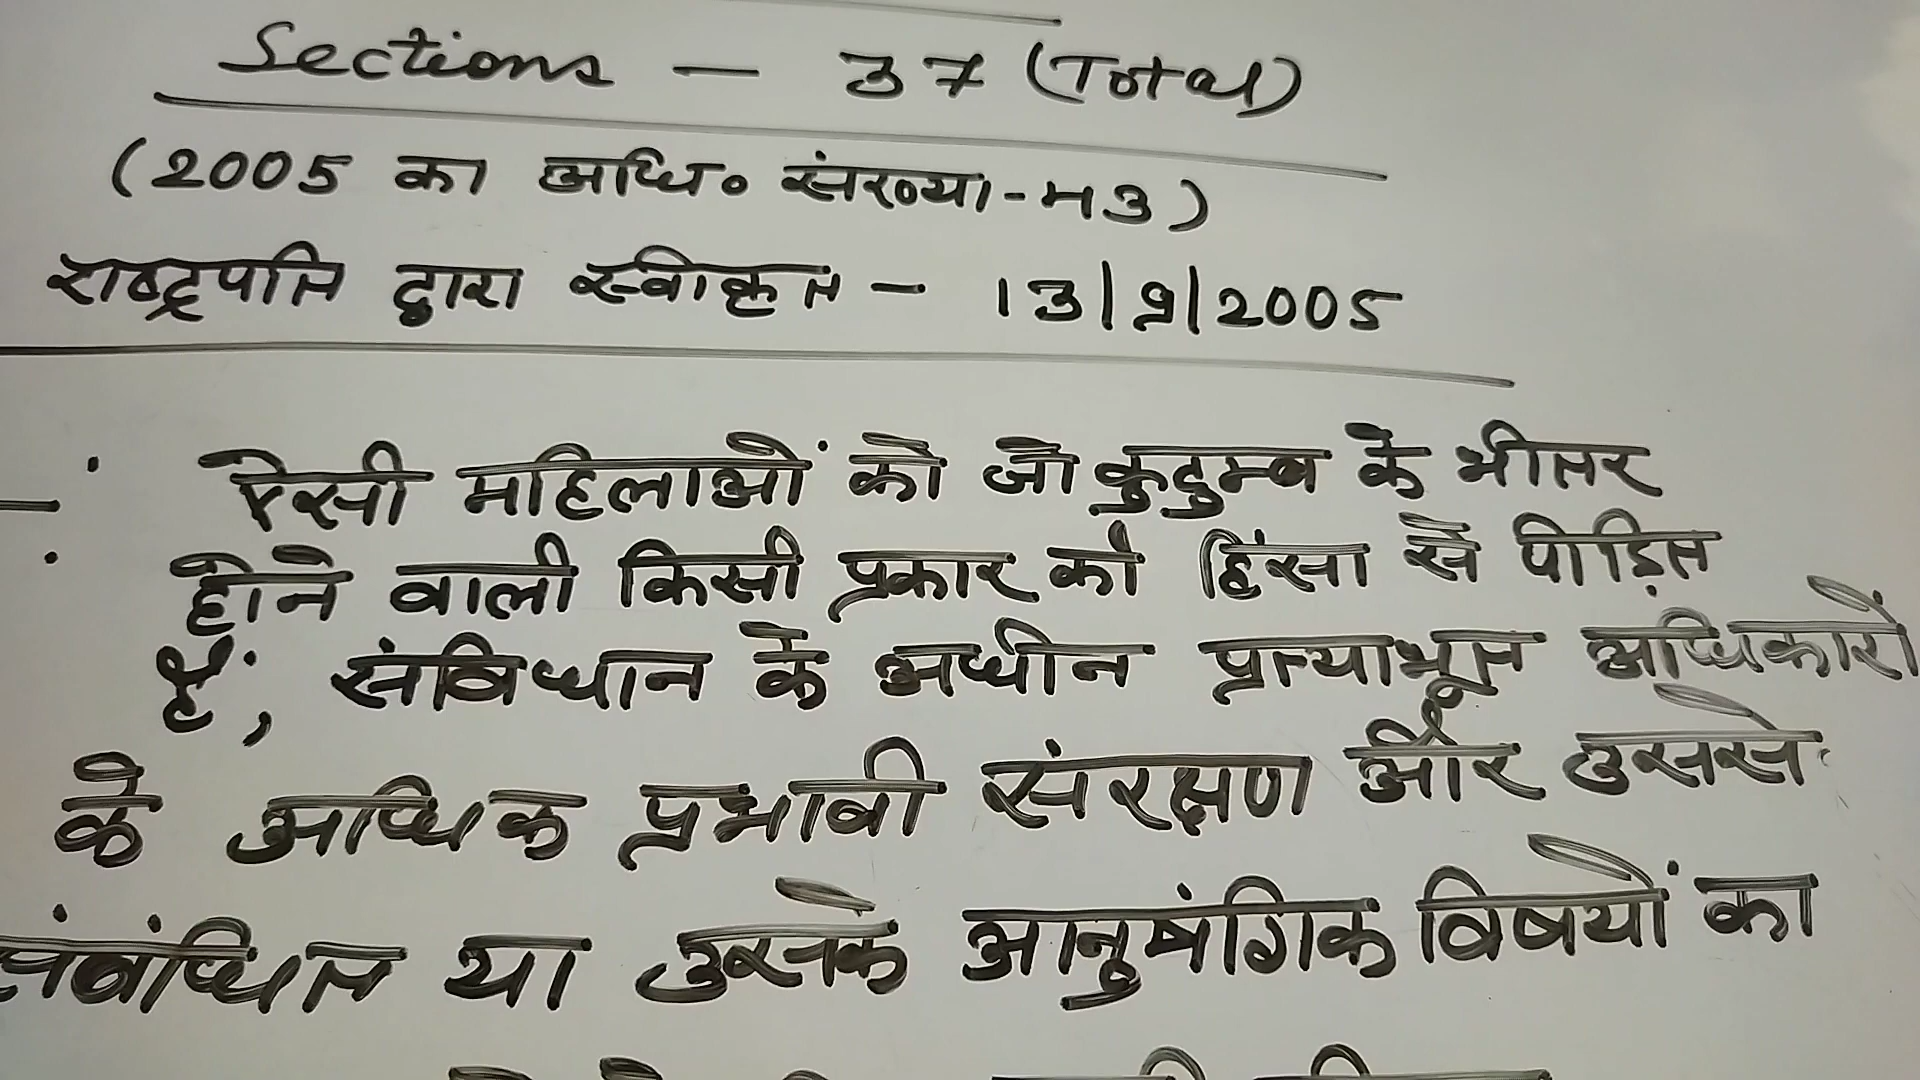 Sections — 37 (Total)
(2005 का अधि० संख्या-43)
राष्ट्रपति द्वारा स्वीकृत - 13|9|2005
ऐसी महिलाओं को जो कुटुम्ब के भीतर
होने वाली किसी प्रकार की हिंसा से पीड़ित
हैं, संविधान के अधीन प्रत्याभूत अधिकारों
के अधिक प्रभावी संरक्षण और उससे
संबंधित या उसके आनुषंगिक विषयों का